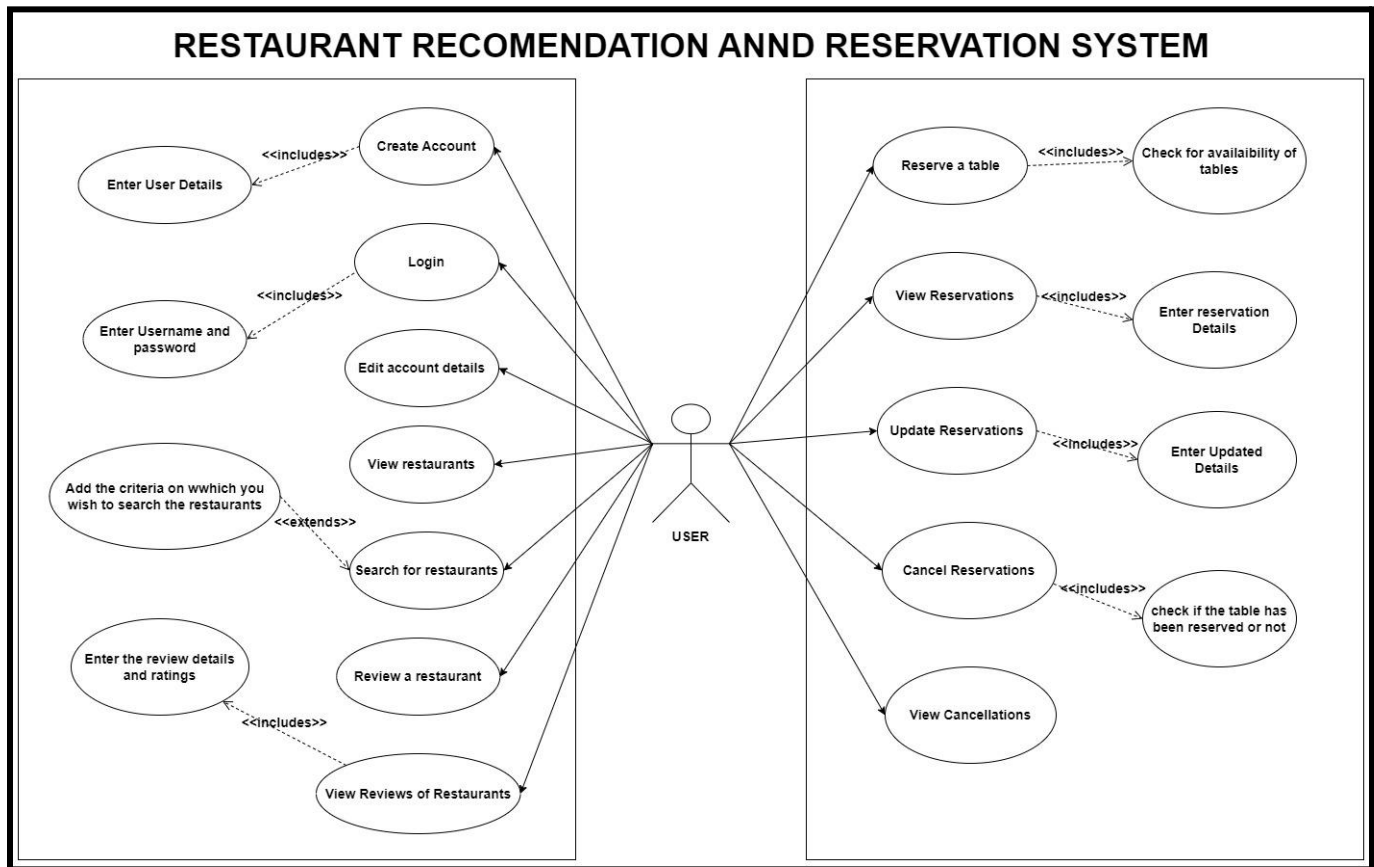 RESTAURANT RECOMENDATION ANND RESERVATION SYSTEM
Create Account
<<includes>>
Enter User Details
Login
<<includes>>
Enter Username and
password
Edit account details
View restaurants
Add the criteria on wwhich you
wish to search the restaurants
<<extends>>
Search for restaurants
Enter the review details
and ratings
Review a restaurant
<<includes>>
View Reviews of Restaurants
USER
Reserve a table
<<includes>>
Check for availaibility of
tables
View Reservations
<<includes>>
Enter reservation
Details
Update Reservations
<<includes>>
Enter Updated
Details
Cancel Reservations
<<includes>>
check if the table has
been reserved or not
View Cancellations